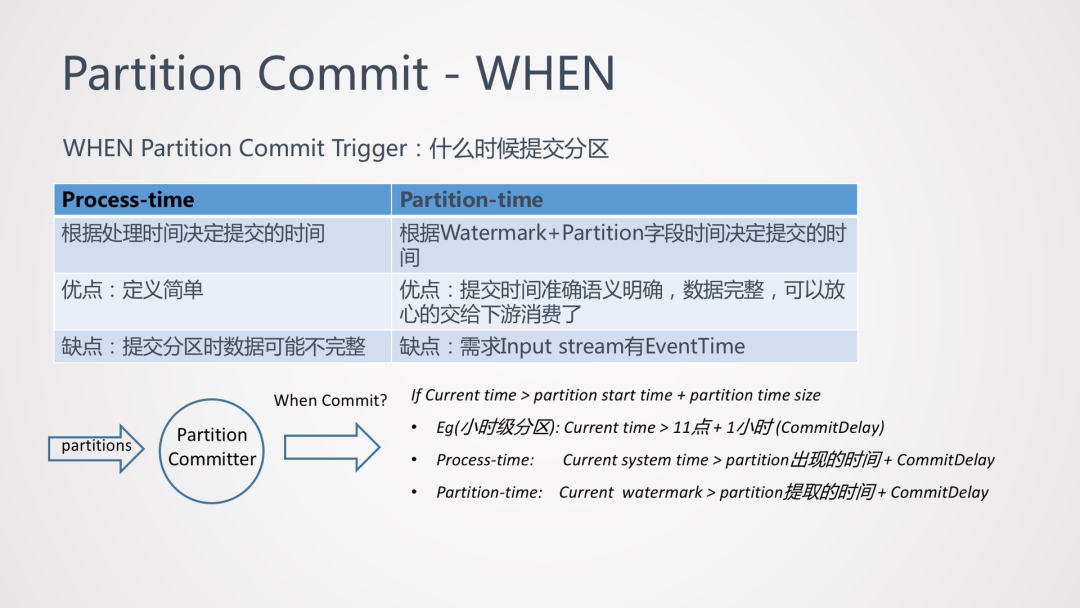 Partition Commit - WHEN
WHEN Partition Commit Trigger：什么时候提交分区
Process-time
Partition-time
根据处理时间决定提交的时间
根据Watermark+Partition字段时间决定提交的时
间
优点：定义简单
优点：提交时间准确语义明确，数据完整，可以放
心的交给下游消费了
缺点：提交分区时数据可能不完整
缺点：需求Input stream有EventTime
partitions
Partition
Committer
When Commit?
If Current time > partition start time + partition time size
• Eg(小时级分区): Current time > 11点 + 1小时 (CommitDelay)
• Process-time: Current system time > partition出现的时间 + CommitDelay
• Partition-time: Current watermark > partition提取的时间 + CommitDelay